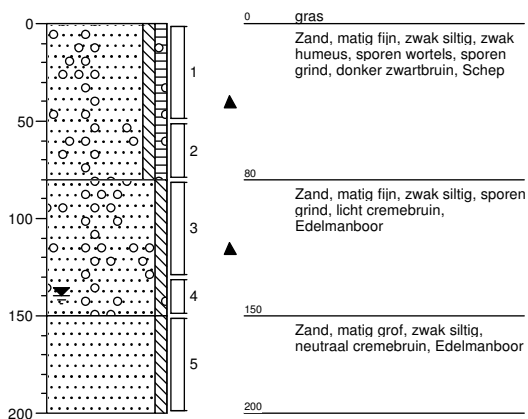 0
50
100
150
200
1
2
3
4
5
0 gras
Zand, matig fijn, zwak siltig, zwak
humeus, sporen wortels, sporen
grind, donker zwartbruin, Schep
80
Zand, matig fijn, zwak siltig, sporen
grind, licht cremebruin,
Edelmanboor
150
Zand, matig grof, zwak siltig,
neutraal cremebruin, Edelmanboor
200